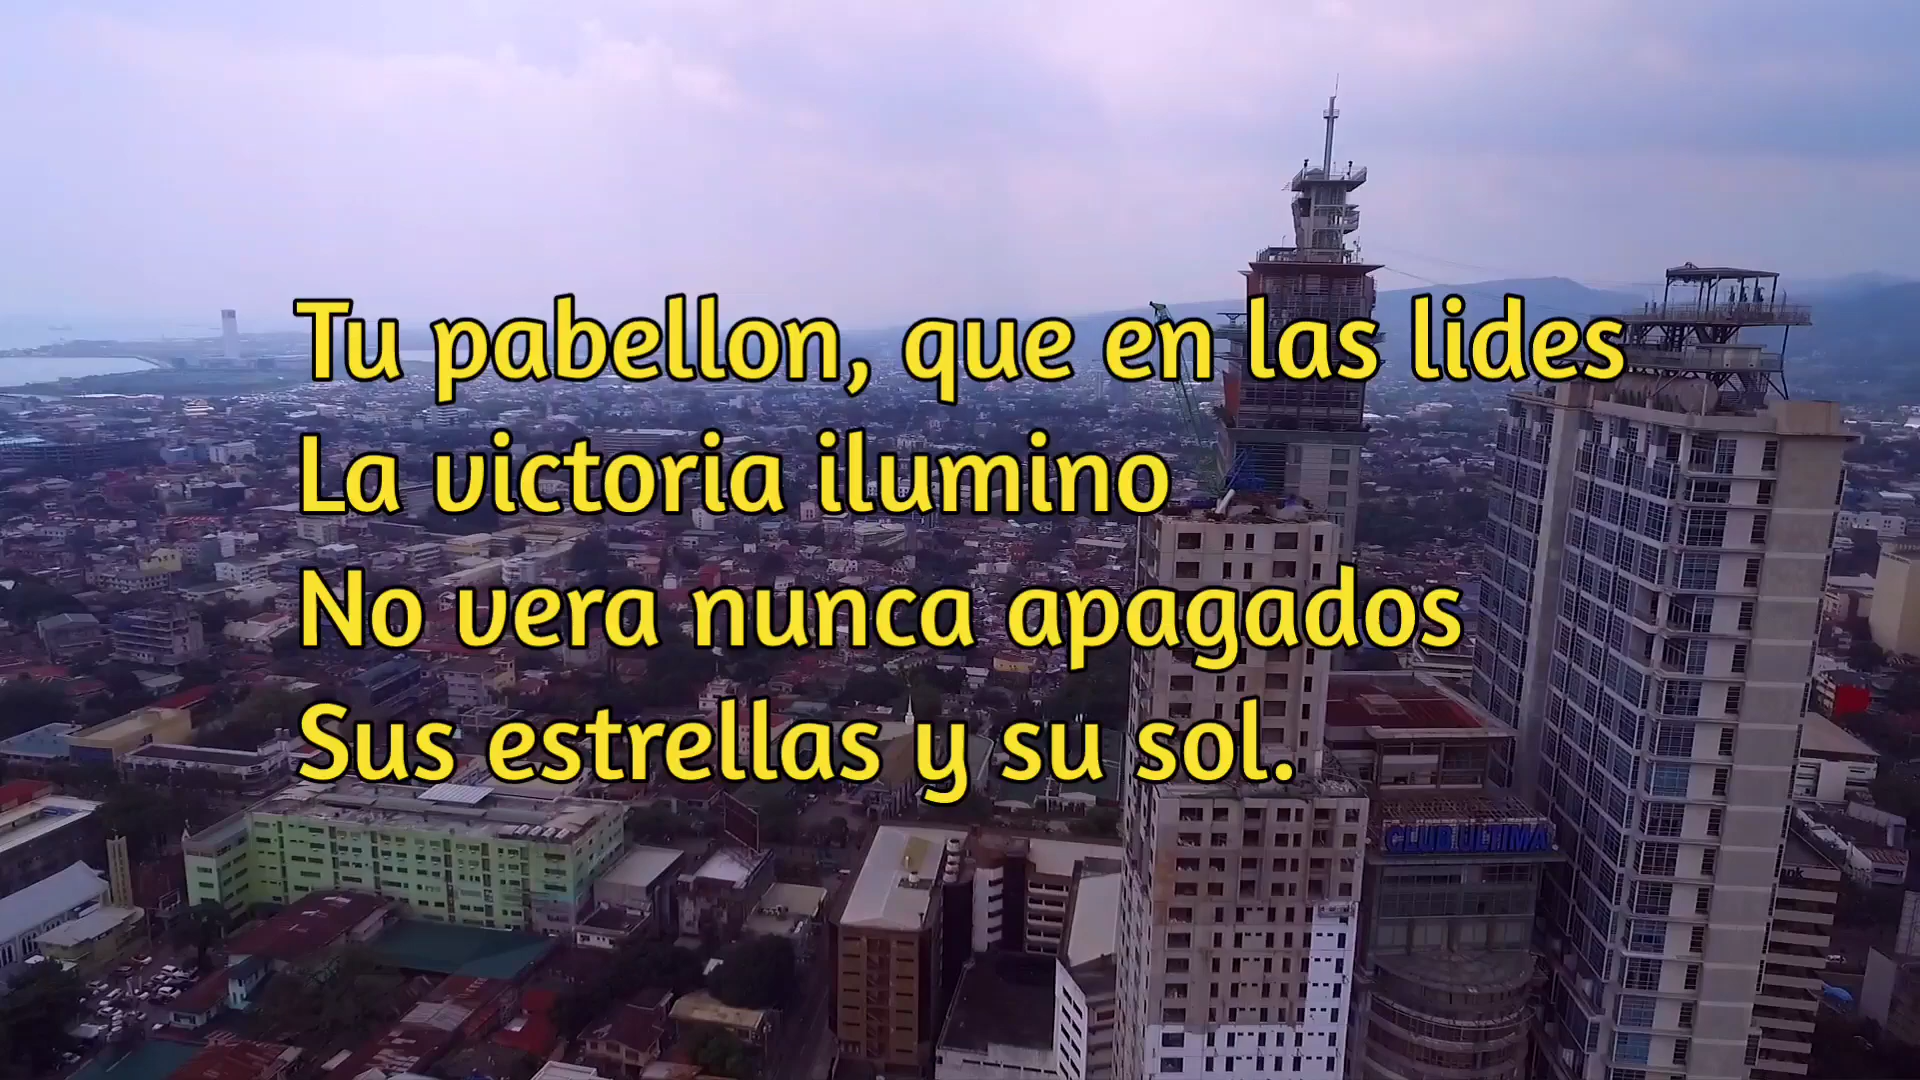 Tu pabellon, que en las lides
La victoria ilumino
No vera nunca apagados
Sus estrellas y su sol.
CLUB ULTIMA